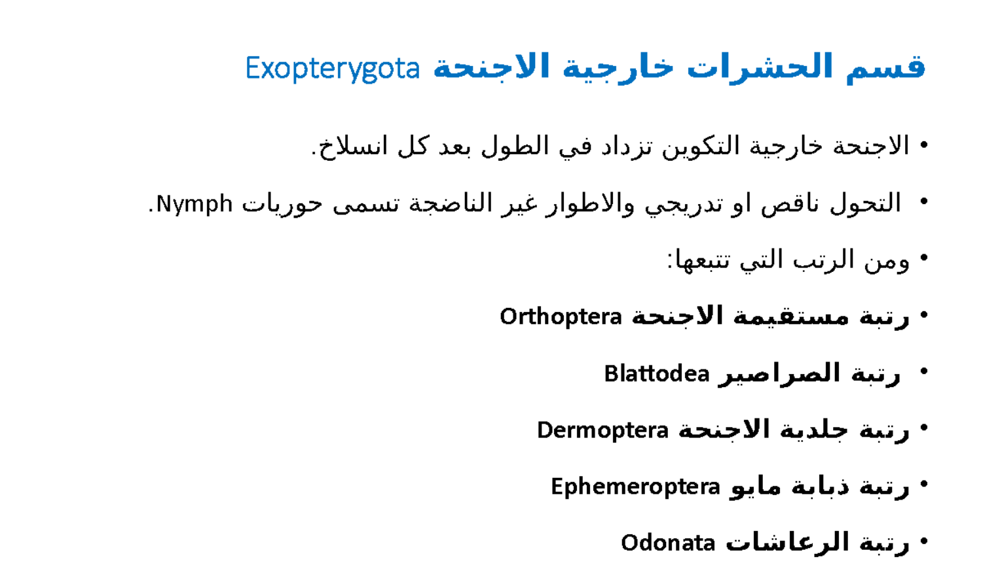 قسم الحشرات خارجية الاجنحة Exopterygota
• الاجنحة خارجية التكوين تزداد في الطول بعد كل انسلاخ.
• التحول ناقص او تدريجي والاطوار غير الناضجة تسمى حوريات Nymph.
• ومن الرتب التي تتبعها:
• رتبة مستقيمة الاجنحة Orthoptera
• رتبة الصراصير Blattodea
• رتبة جلدية الاجنحة Dermoptera
• رتبة ذبابة مايو Ephemeroptera
• رتبة الرعاشات Odonata